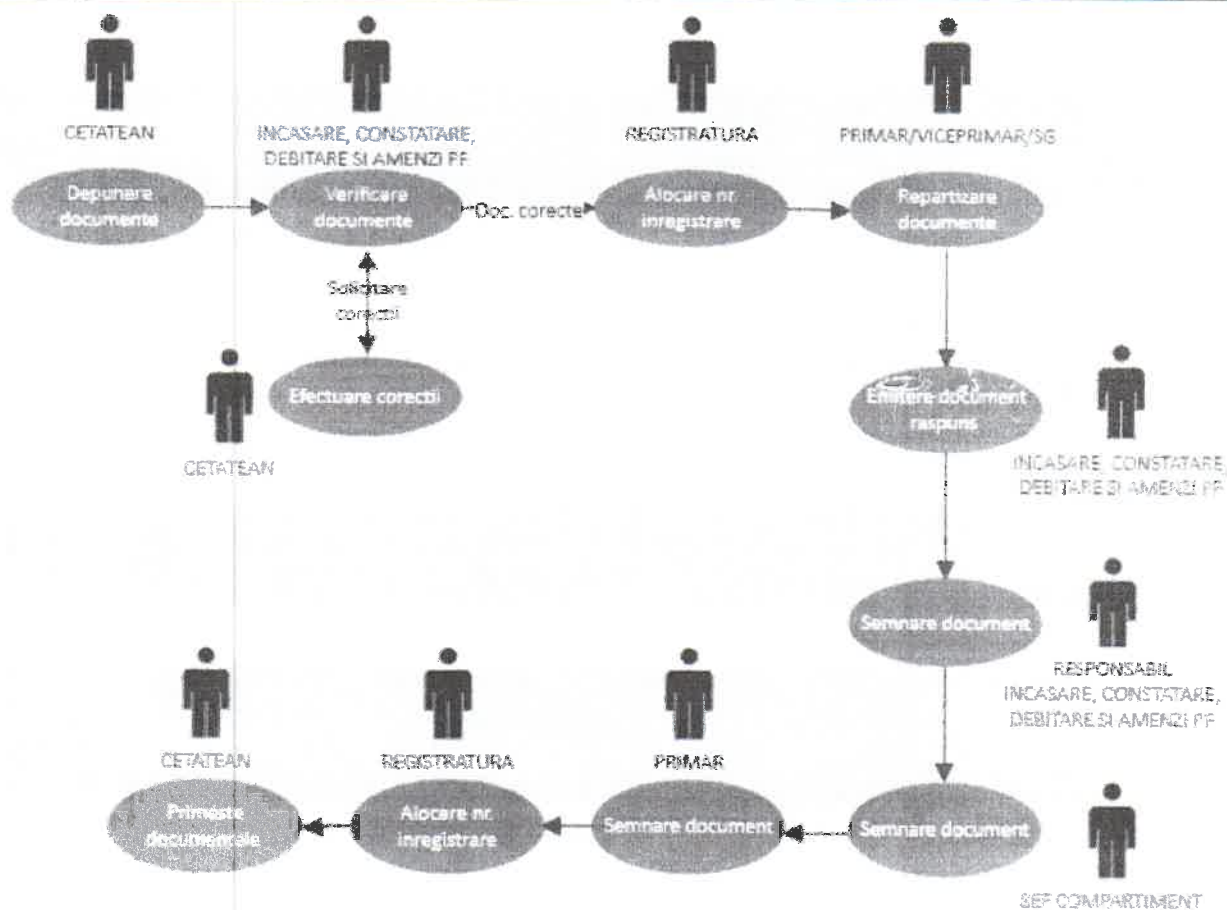 CETATEAN
INCASARE, CONSTATARE,
DEBITARE SI AMENZI PF
REGISTRATURA
PRIMAR/VICEPRIMAR/SG
Depunere
documente
Verificare
documente
Doc. corecte
Alocare nr.
inregistrare
Repartizare
documente
Solicitare
corectii
Efectuare corectii
CETATEAN
Emitere document
raspuns
INCASARE, CONSTATARE,
DEBITARE SI AMENZI PF
Semnare document
RESPONSABIL
INCASARE, CONSTATARE,
DEBITARE SI AMENZI PF
CETATEAN
REGISTRATURA
PRIMAR
Primeste
documentele
Alocare nr.
inregistrare
Semnare document
Semnare document
SEF COMPARTIMENT